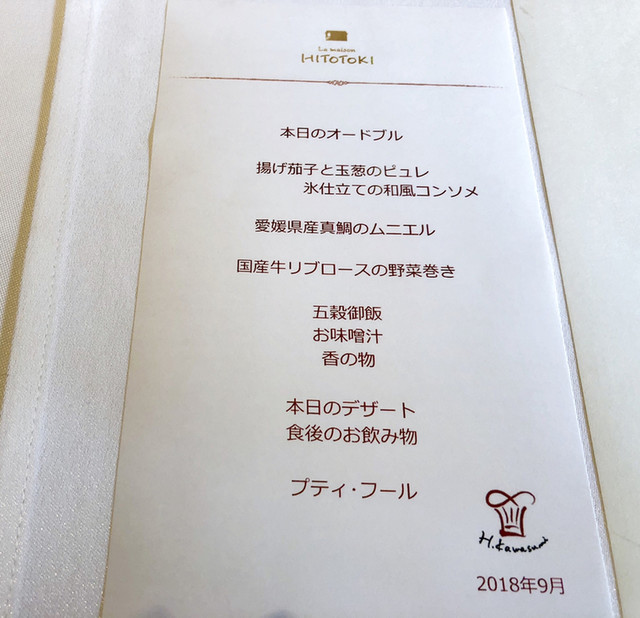 La maison
HITOTOKI
本日のオードブル
揚げ茄子と玉葱のピュレ
氷仕立ての和風コンソメ
愛媛県産真鯛のムニエル
国産牛リブロースの野菜巻き
五穀御飯
お味噌汁
香の物
本日のデザート
食後のお飲み物
プティ・フール
H.Kawasumi
2018年9月